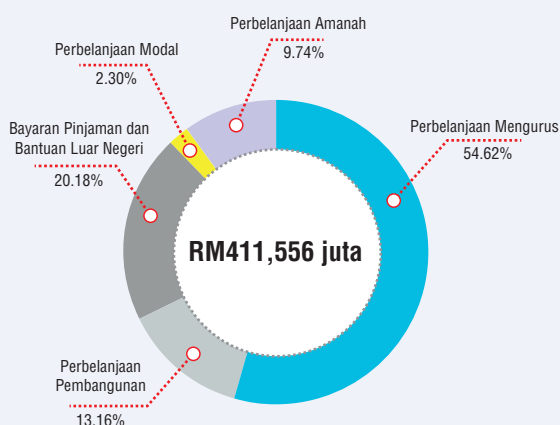 Perbelanjaan Amanah
9.74%
Perbelanjaan Modal
2.30%
Bayaran Pinjaman dan
Bantuan Luar Negeri
20.18%
Perbelanjaan Mengurus
54.62%
RM411,556 juta
Perbelanjaan
Pembangunan
13.16%